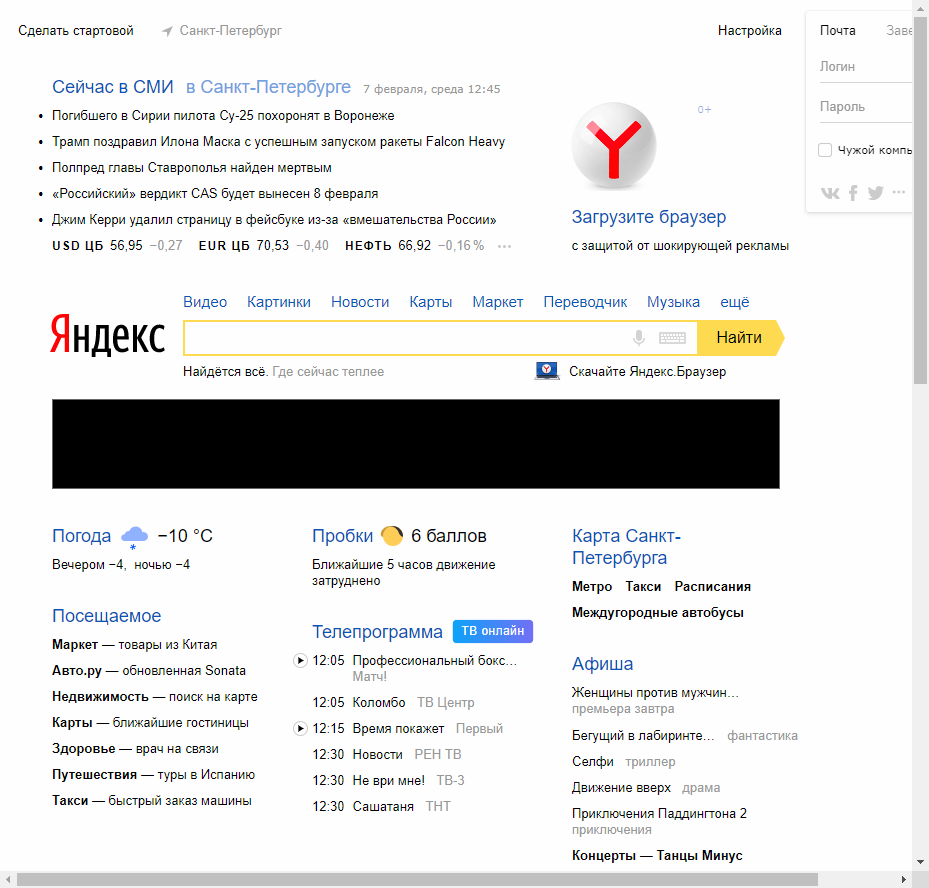 Сделать стартовой
Санкт-Петербург
Настройка
Почта
Заве
Логин
Пароль
Чужой компь
Сейчас в СМИ в Санкт-Петербурге 7 февраля, среда 12:45
• Погибшего в Сирии пилота Су-25 похоронят в Воронеже
• Трамп поздравил Илона Маска с успешным запуском ракеты Falcon Heavy
• Полпред главы Ставрополья найден мертвым
• «Российский» вердикт CAS будет вынесен 8 февраля
• Джим Керри удалил страницу в фейсбуке из-за «вмешательства России»
USD ЦБ 56,95 −0,27 EUR ЦБ 70,53 −0,40 НЕФТЬ 66,92 −0,16 % ···
0+
Загрузите браузер
с защитой от шокирующей рекламы
Видео Картинки Новости Карты Маркет Переводчик Музыка ещё
Яндекс
Найти
Найдётся всё. Где сейчас теплее
Скачайте Яндекс.Браузер
Погода −10 °C
Вечером −4, ночью −4
Посещаемое
Маркет — товары из Китая
Авто.ру — обновленная Sonata
Недвижимость — поиск на карте
Карты — ближайшие гостиницы
Здоровье — врач на связи
Путешествия — туры в Испанию
Такси — быстрый заказ машины
Пробки 6 баллов
Ближайшие 5 часов движение
затруднено
Телепрограмма ТВ онлайн
12:05 Профессиональный бокс…
Матч!
12:05 Коломбо ТВ Центр
12:15 Время покажет Первый
12:30 Новости РЕН ТВ
12:30 Не ври мне! ТВ-3
12:30 Сашатаня ТНТ
Карта Санкт-
Петербурга
Метро Такси Расписания
Междугородные автобусы
Афиша
Женщины против мужчин…
премьера завтра
Бегущий в лабиринте… фантастика
Селфи триллер
Движение вверх драма
Приключения Паддингтона 2
приключения
Концерты — Танцы Минус